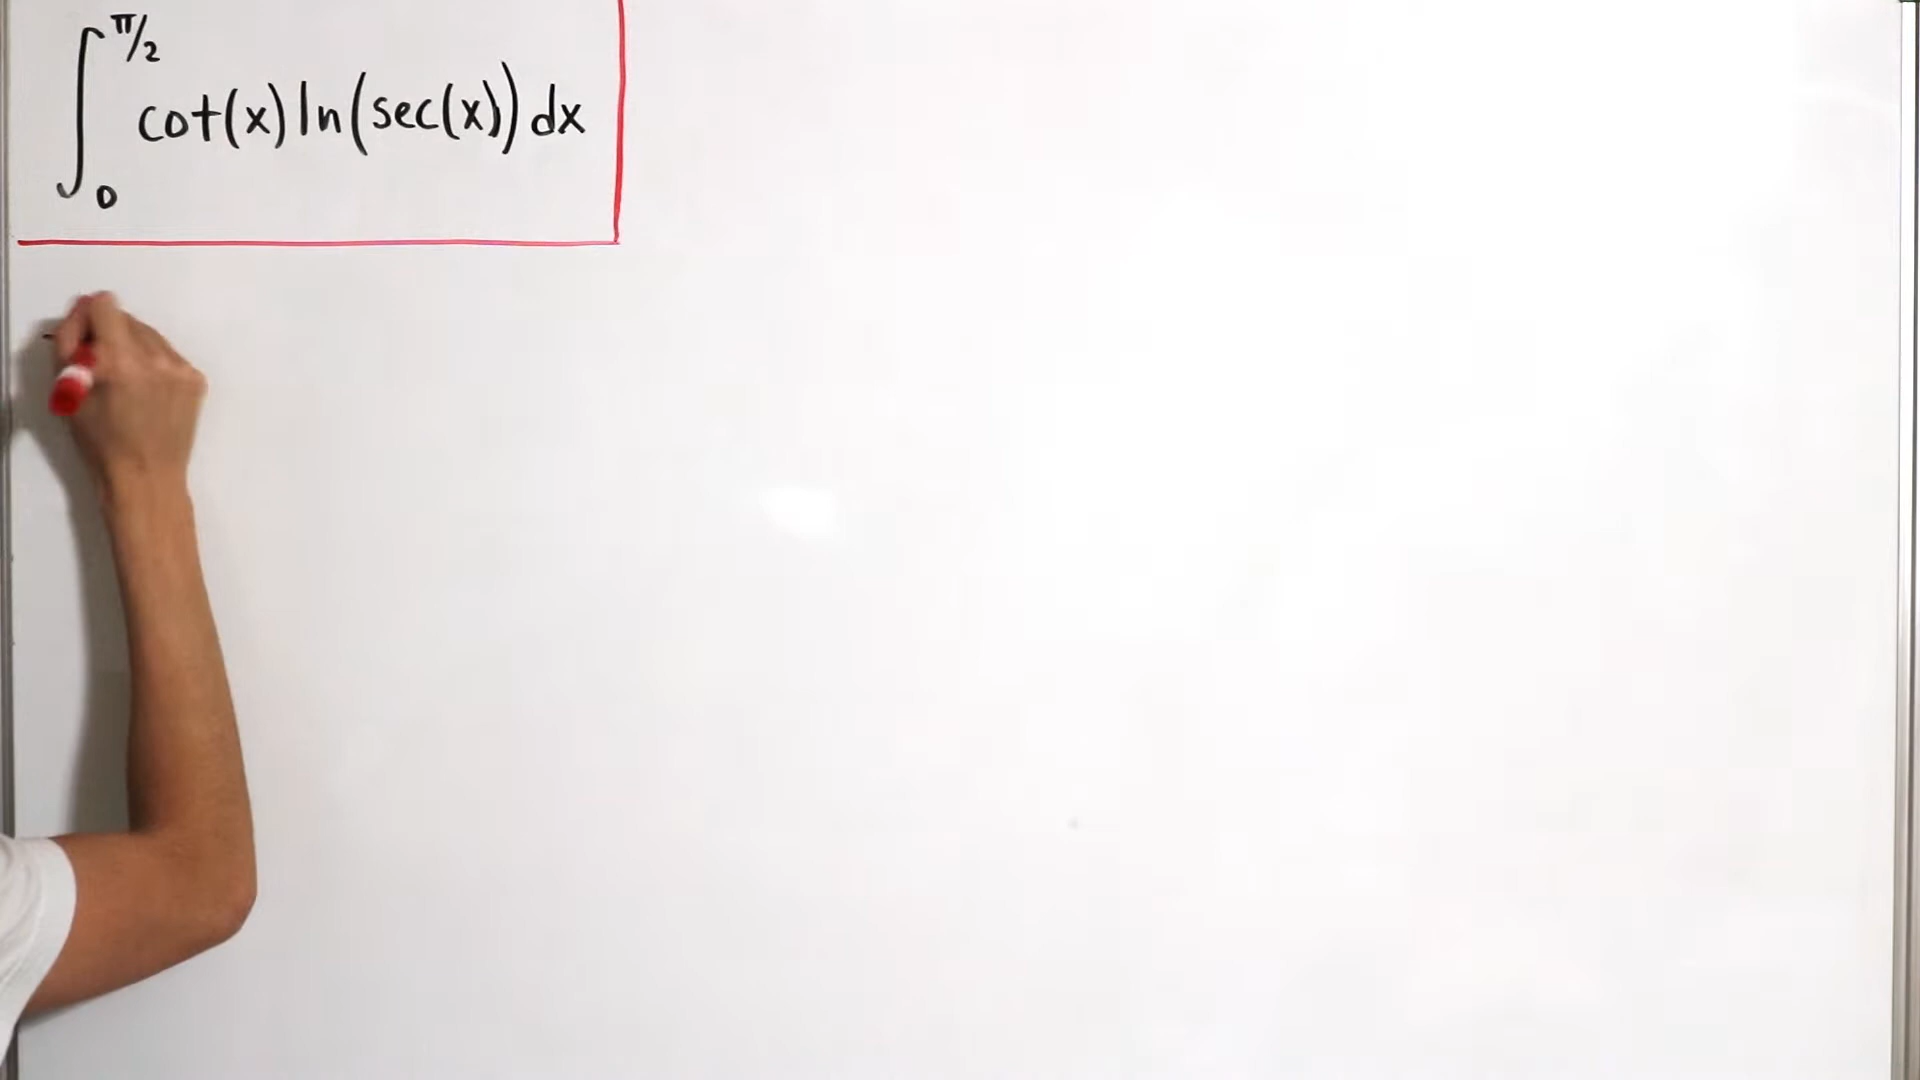 ∫₀^{π/2} cot(x) ln(sec(x)) dx